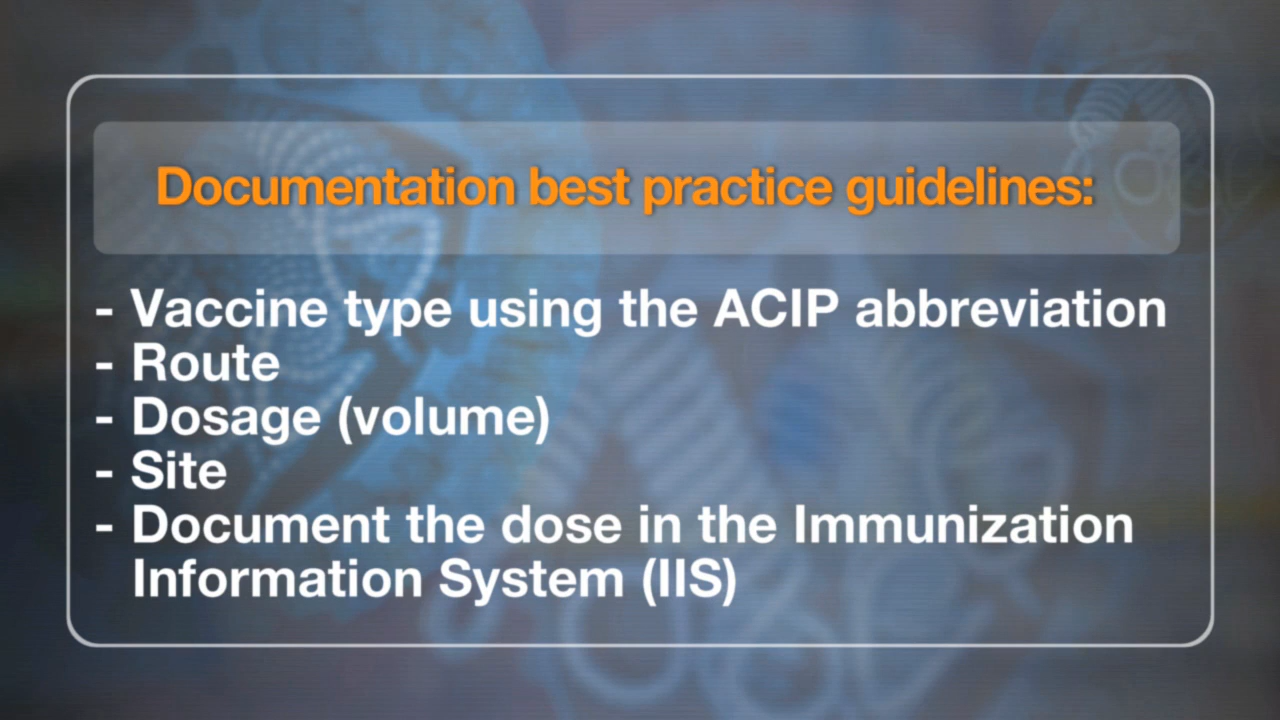 Documentation best practice guidelines:
- Vaccine type using the ACIP abbreviation
- Route
- Dosage (volume)
- Site
- Document the dose in the Immunization
Information System (IIS)